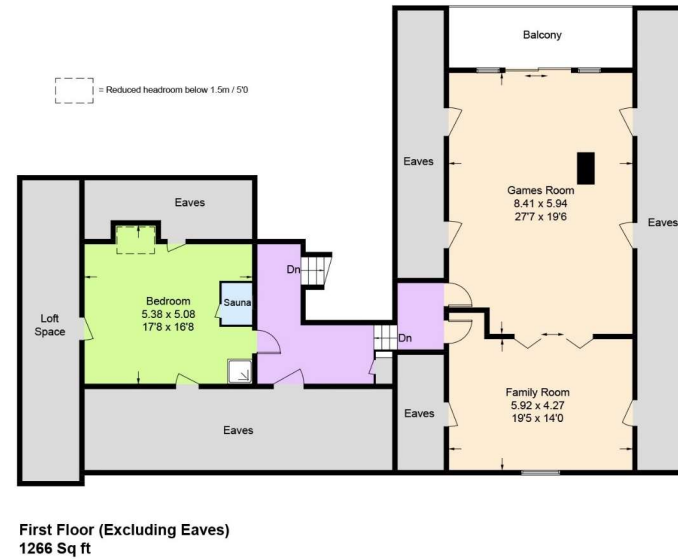 Balcony
= Reduced headroom below 1.5m / 5'0
Eaves
Games Room
8.41 x 5.94
27'7 x 19'6
Eaves
Eaves
Dn
Loft
Space
Bedroom
5.38 x 5.08
17'8 x 16'8
Sauna
Dn
Family Room
5.92 x 4.27
19'5 x 14'0
Eaves
Eaves
First Floor (Excluding Eaves)
1266 Sq ft